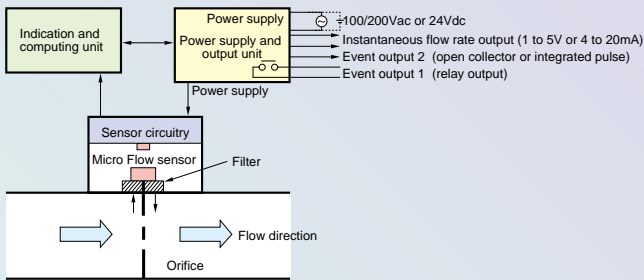 Indication and
computing unit
Power supply
Power supply and
output unit
100/200Vac or 24Vdc
Instantaneous flow rate output (1 to 5V or 4 to 20mA)
Event output 2 (open collector or integrated pulse)
Event output 1 (relay output)
Power supply
Sensor circuitry
Micro Flow sensor
Filter
Flow direction
Orifice